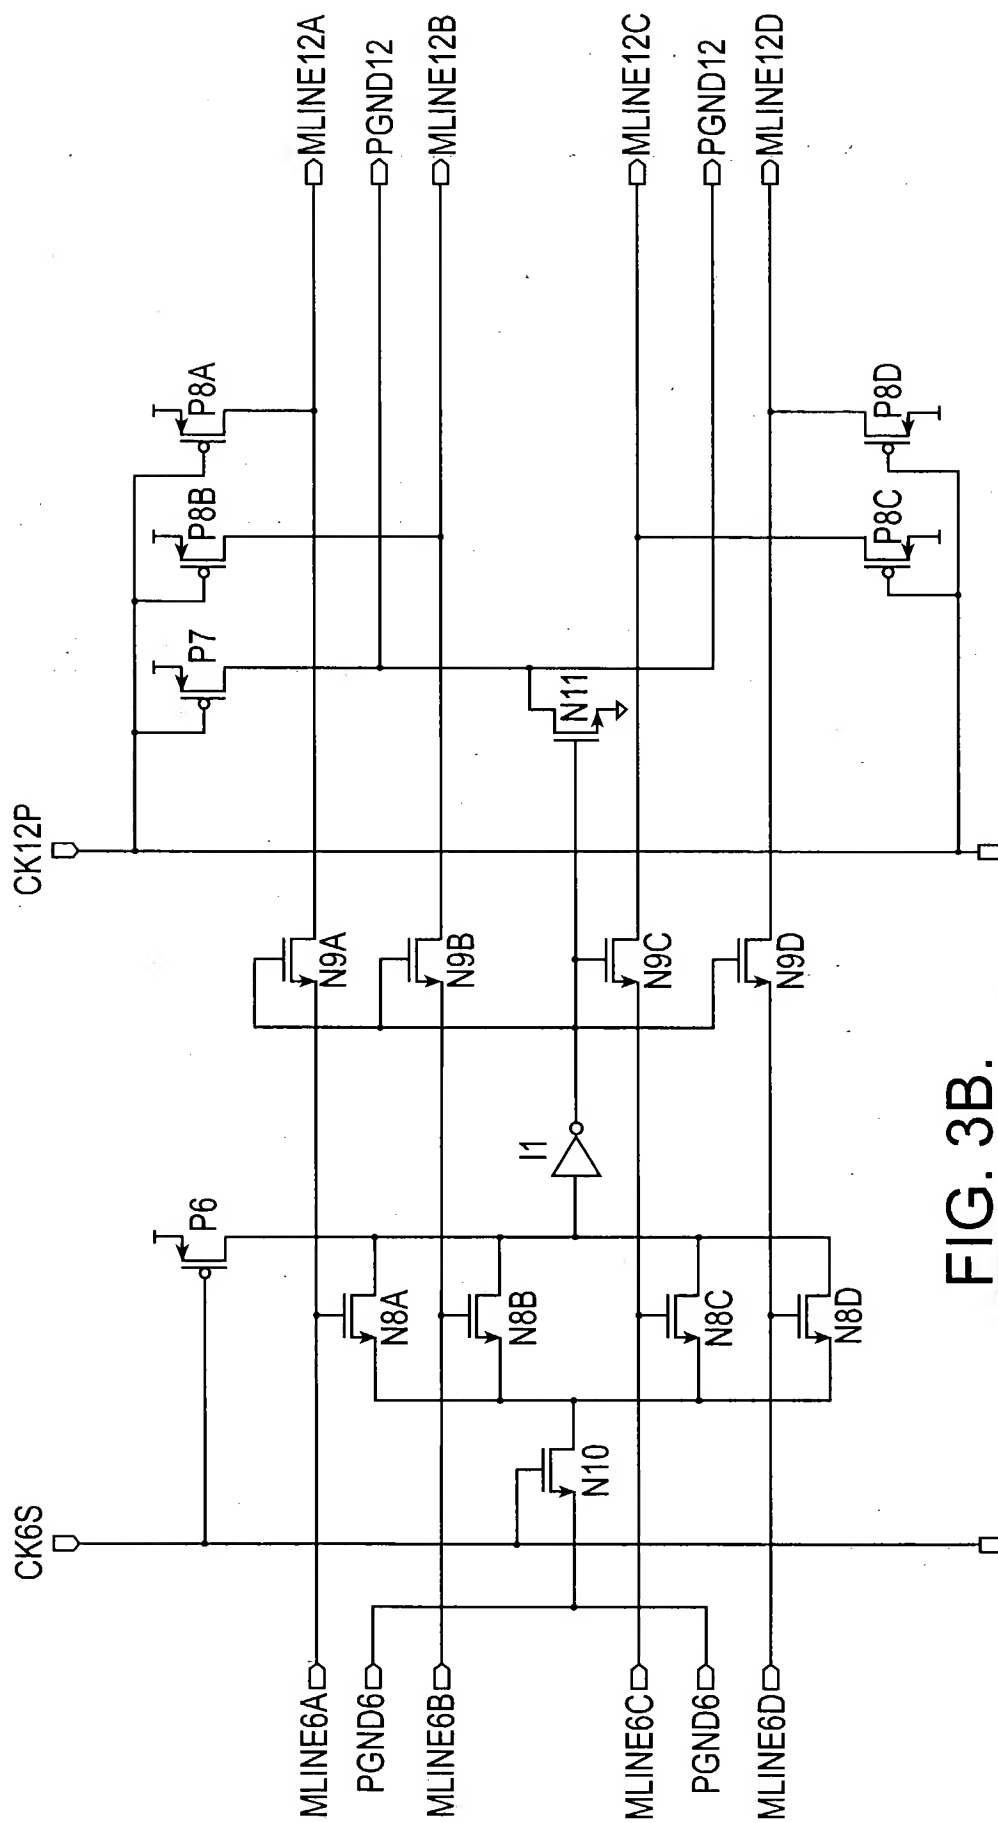 CK6S
CK12P
P6
P7
P8B
P8A
MLINE6A
MLINE12A
N9A
PGND6
PGND12
N8A
MLINE6B
MLINE12B
N9B
N8B
I1
N10
N11
MLINE6C
MLINE12C
N9C
N8C
PGND6
PGND12
MLINE6D
MLINE12D
N9D
N8D
P8C
P8D
FIG. 3B.